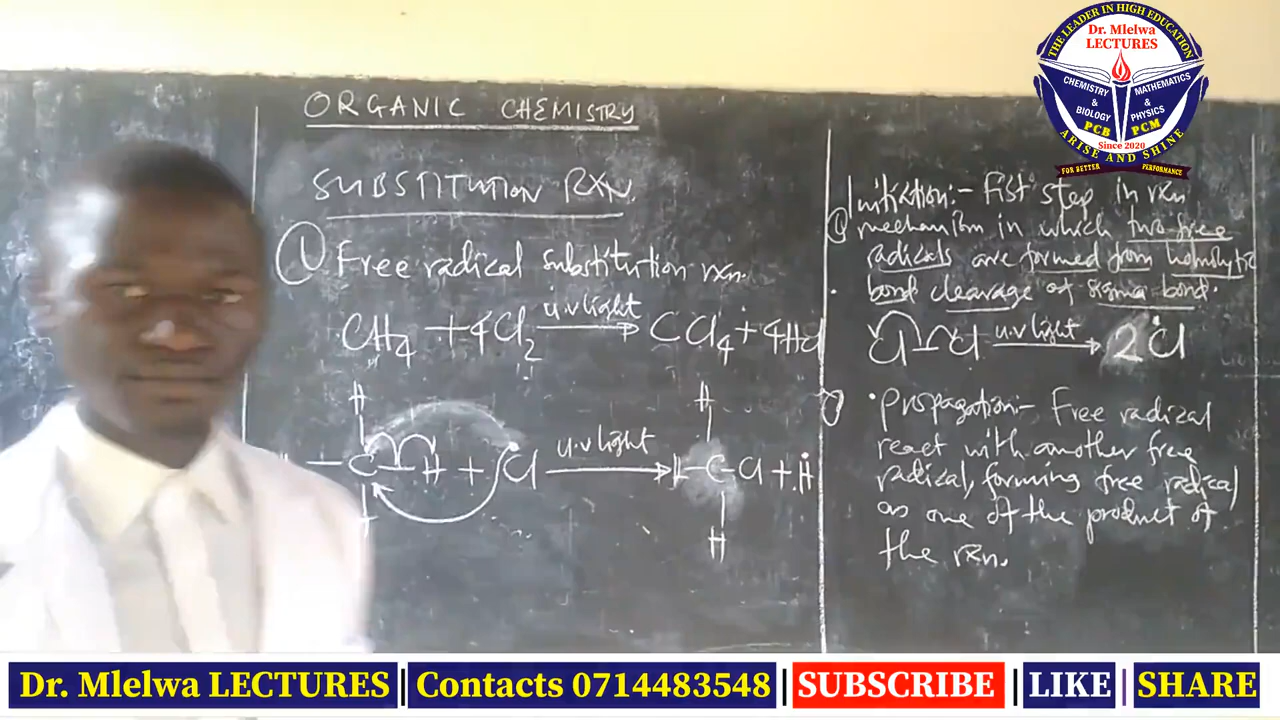 ORGANIC CHEMISTRY
SUBSTITUTION RXN.
① Free radical substitution rxn.
CH4 + 4Cl2 u.v light → CCl4 + 4HCl
H
C – H + Cl u.v light → H – C – Cl + H
H
H
Initiation:- First step in rxn
mechanism in which two free
radicals are formed from homolytic
bond cleavage of sigma bond.
Cl – Cl u.v light → 2Cl
• Propagation:- Free radical
react with another free
radical, forming free radical
as one of the product of
the rxn.
THE LEADER IN HIGH EDUCATION
Dr. Mlelwa
LECTURES
CHEMISTRY
&
BIOLOGY
PCB
MATHEMATICS
&
PHYSICS
PCM
Since 2020
ARISE AND SHINE
FOR BETTER PERFORMANCE
Dr. Mlelwa LECTURES Contacts 0714483548 SUBSCRIBE LIKE SHARE